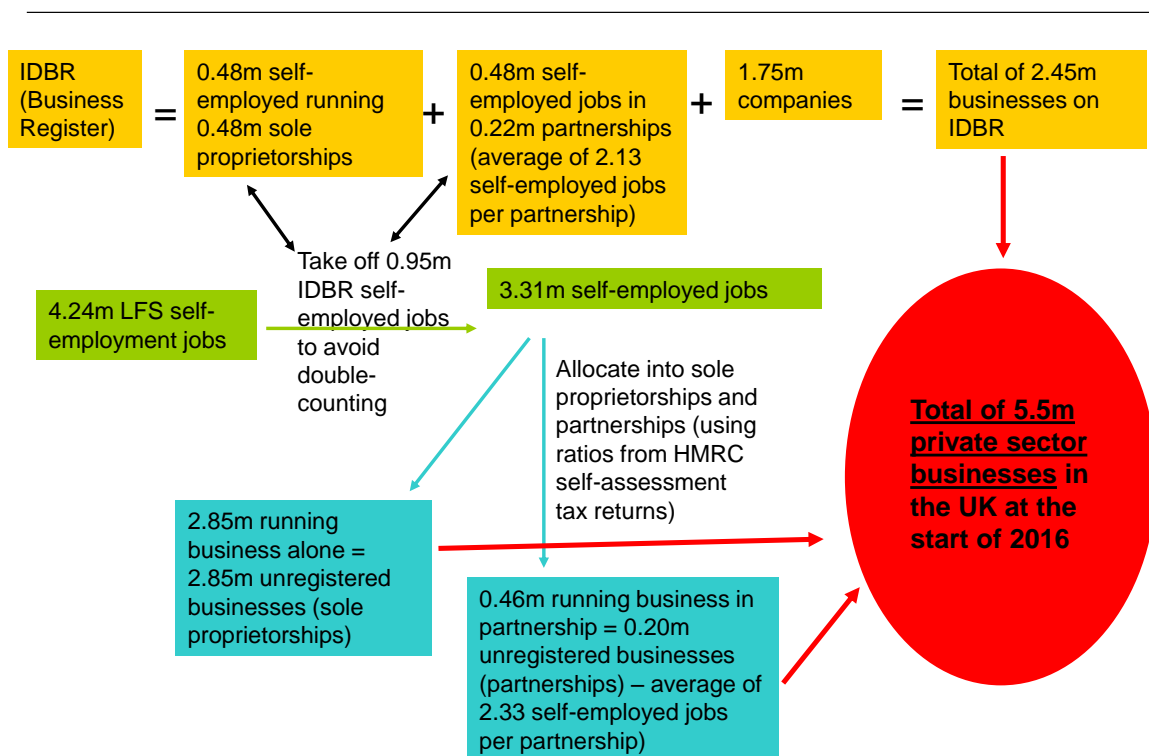 IDBR
(Business
Register)
=
0.48m self-
employed running
0.48m sole
proprietorships
+
0.48m self-
employed jobs in
0.22m partnerships
(average of 2.13
self-employed jobs
per partnership)
+
1.75m
companies
=
Total of 2.45m
businesses on
IDBR
Take off 0.95m
IDBR self-
employed jobs
to avoid
double-
counting
4.24m LFS self-
employment jobs
3.31m self-employed jobs
Allocate into sole
proprietorships and
partnerships (using
ratios from HMRC
self-assessment
tax returns)
2.85m running
business alone =
2.85m unregistered
businesses (sole
proprietorships)
0.46m running business in
partnership = 0.20m
unregistered businesses
(partnerships) – average of
2.33 self-employed jobs
per partnership)
Total of 5.5m
private sector
businesses in
the UK at the
start of 2016